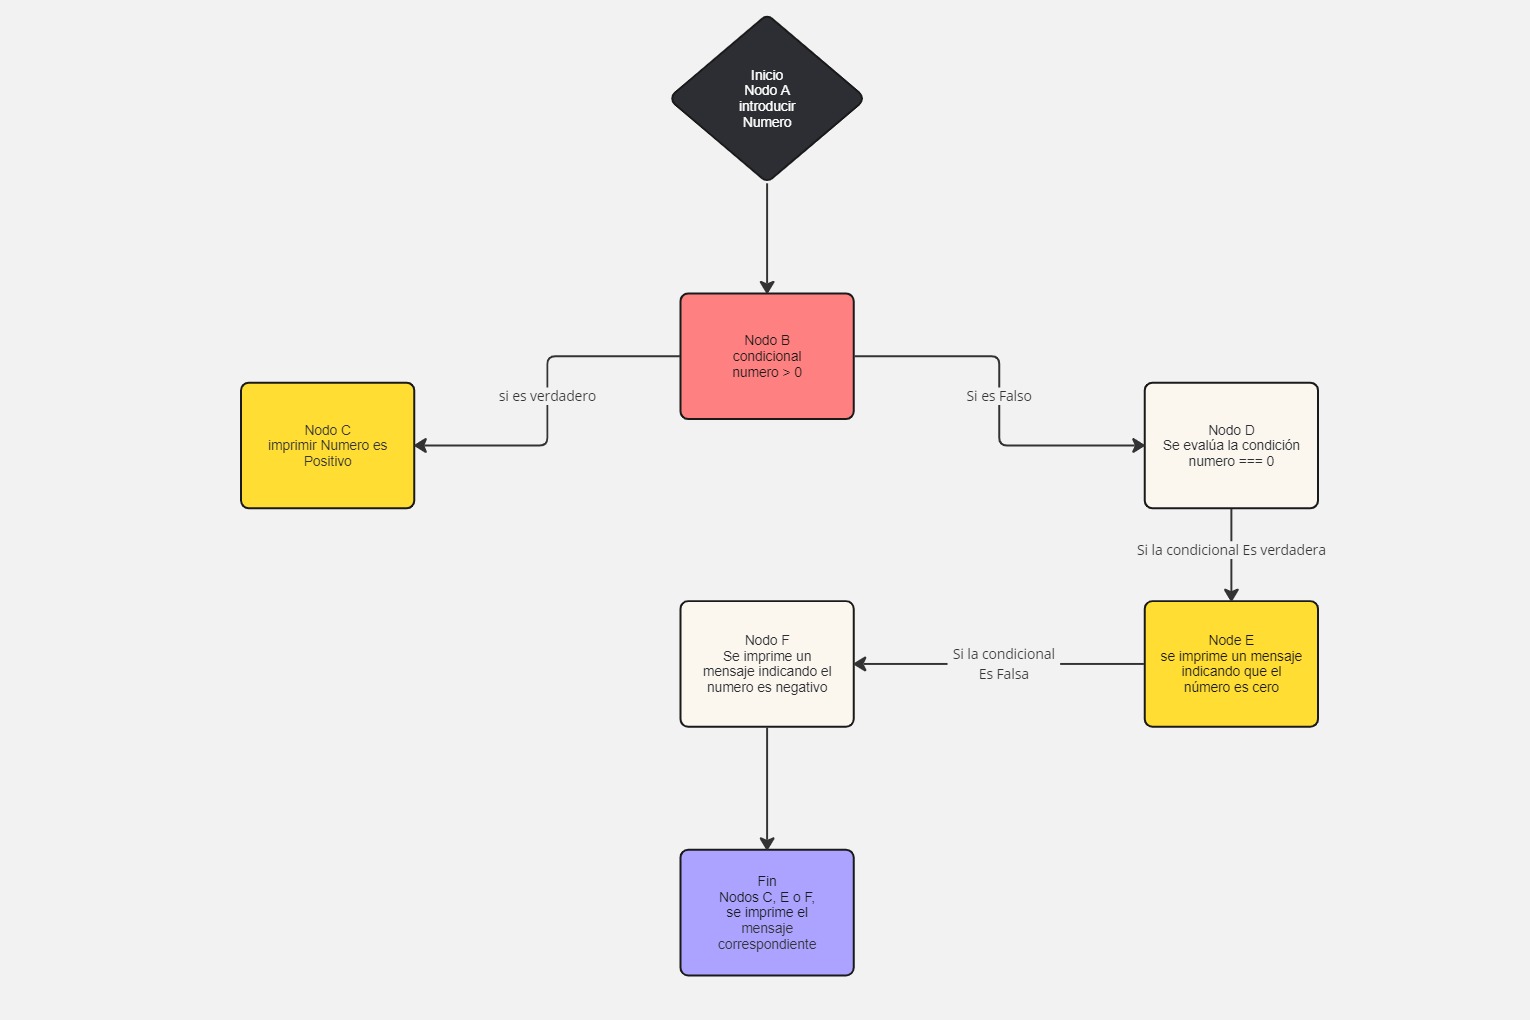 Inicio
Nodo A
introducir
Numero
Nodo B
condicional
numero > 0
si es verdadero
Si es Falso
Nodo C
imprimir Numero es
Positivo
Nodo D
Se evalúa la condición
numero === 0
Si la condicional Es verdadera
Nodo F
Se imprime un
mensaje indicando el
numero es negativo
Si la condicional
Es Falsa
Node E
se imprime un mensaje
indicando que el
número es cero
Fin
Nodos C, E o F,
se imprime el
mensaje
correspondiente